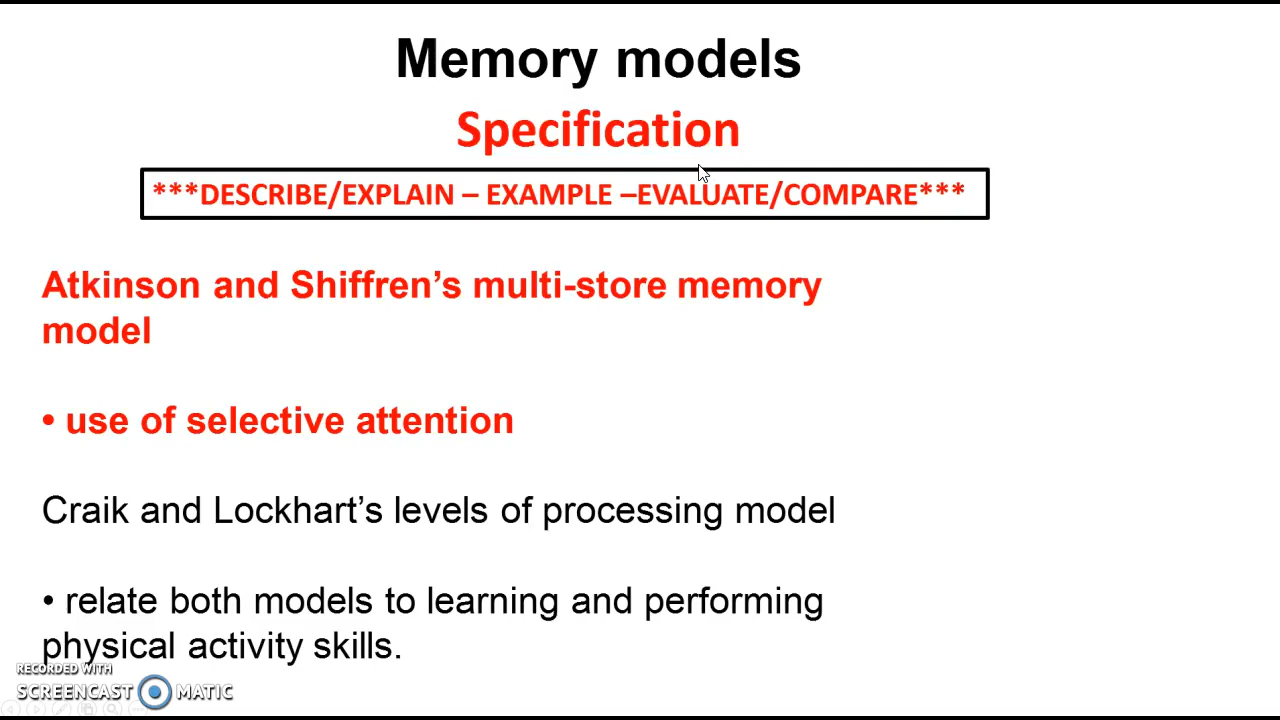 Memory models
Specification
***DESCRIBE/EXPLAIN – EXAMPLE –EVALUATE/COMPARE***
Atkinson and Shiffren’s multi-store memory
model
• use of selective attention
Craik and Lockhart’s levels of processing model
• relate both models to learning and performing
physical activity skills.
RECORDED WITH
SCREENCAST MATIC